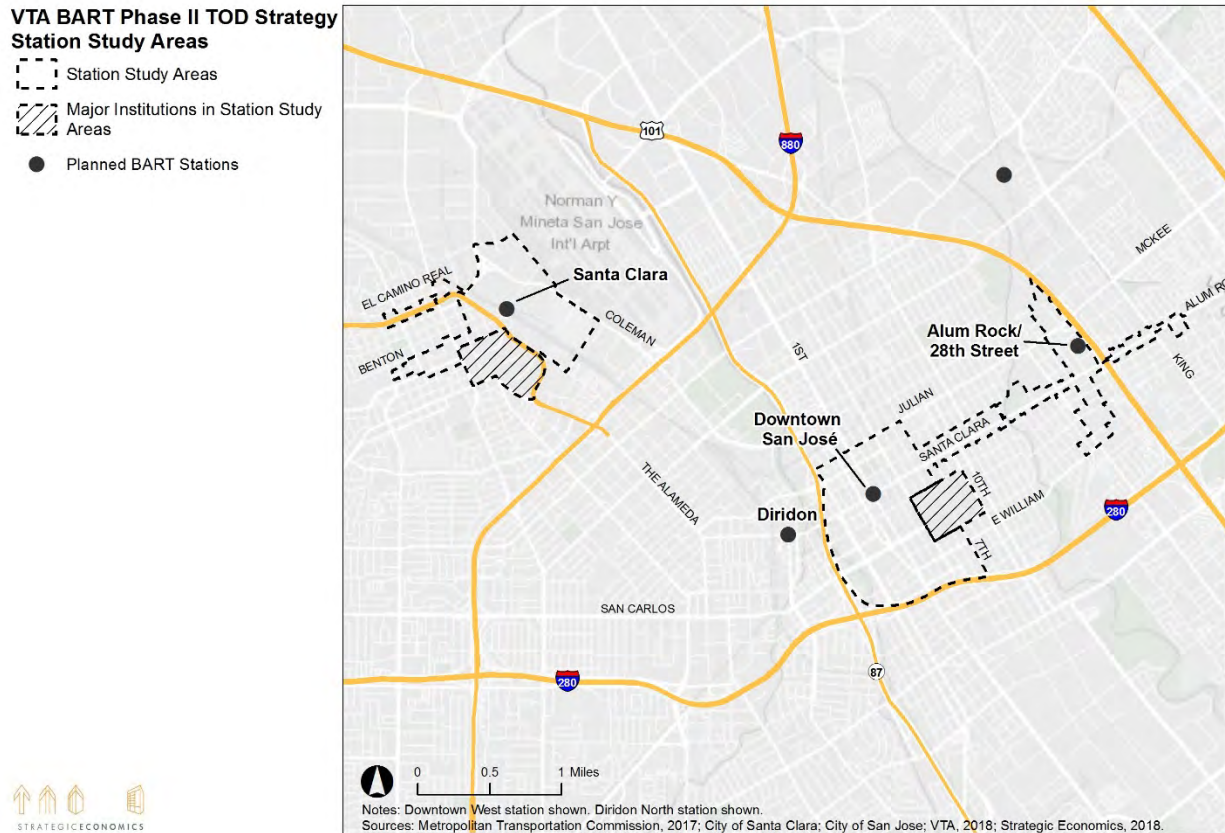 VTA BART Phase II TOD Strategy
Station Study Areas
Station Study Areas
Major Institutions in Station Study
Areas
Planned BART Stations
101
880
Norman Y
Mineta San Jose
Int'l Arpt
MCKEE
EL CAMINO REAL
Santa Clara
ALUM RO
COLEMAN
Alum Rock/
28th Street
1ST
KING
BENTON
JULIAN
Downtown
San José
SANTA CLARA
THE ALAMEDA
10TH
E WILLIAM
280
Diridon
7TH
SAN CARLOS
280
87
0 0.5 1 Miles
Notes: Downtown West station shown. Diridon North station shown.
Sources: Metropolitan Transportation Commission, 2017; City of Santa Clara; City of San Jose; VTA, 2018; Strategic Economics, 2018.
STRATEGICECONOMICS